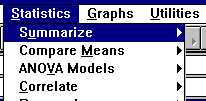 Statistics Graphs Utilities
Summarize
Compare Means
ANOVA Models
Correlate